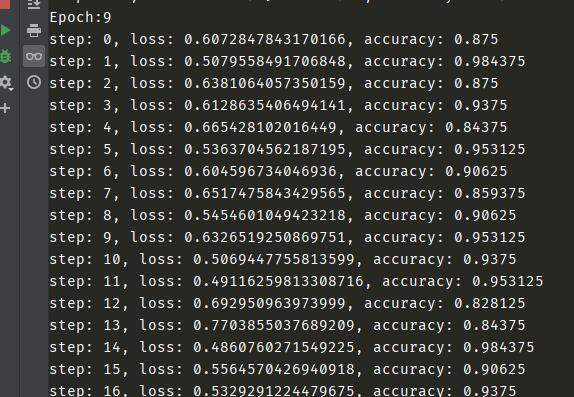 Epoch:9
step: 0, loss: 0.6072847843170166, accuracy: 0.875
step: 1, loss: 0.5079558491706848, accuracy: 0.984375
step: 2, loss: 0.6381064057350159, accuracy: 0.875
step: 3, loss: 0.6128635406494141, accuracy: 0.9375
step: 4, loss: 0.665428102016449, accuracy: 0.84375
step: 5, loss: 0.5363704562187195, accuracy: 0.953125
step: 6, loss: 0.604596734046936, accuracy: 0.90625
step: 7, loss: 0.6517475843429565, accuracy: 0.859375
step: 8, loss: 0.5454601049423218, accuracy: 0.90625
step: 9, loss: 0.6326519250869751, accuracy: 0.953125
step: 10, loss: 0.5069447755813599, accuracy: 0.9375
step: 11, loss: 0.49116259813308716, accuracy: 0.953125
step: 12, loss: 0.692950963973999, accuracy: 0.828125
step: 13, loss: 0.7703855037689209, accuracy: 0.84375
step: 14, loss: 0.4860760271549225, accuracy: 0.984375
step: 15, loss: 0.5564570426940918, accuracy: 0.90625
step: 16, loss: 0.5329291224479675, accuracy: 0.9375